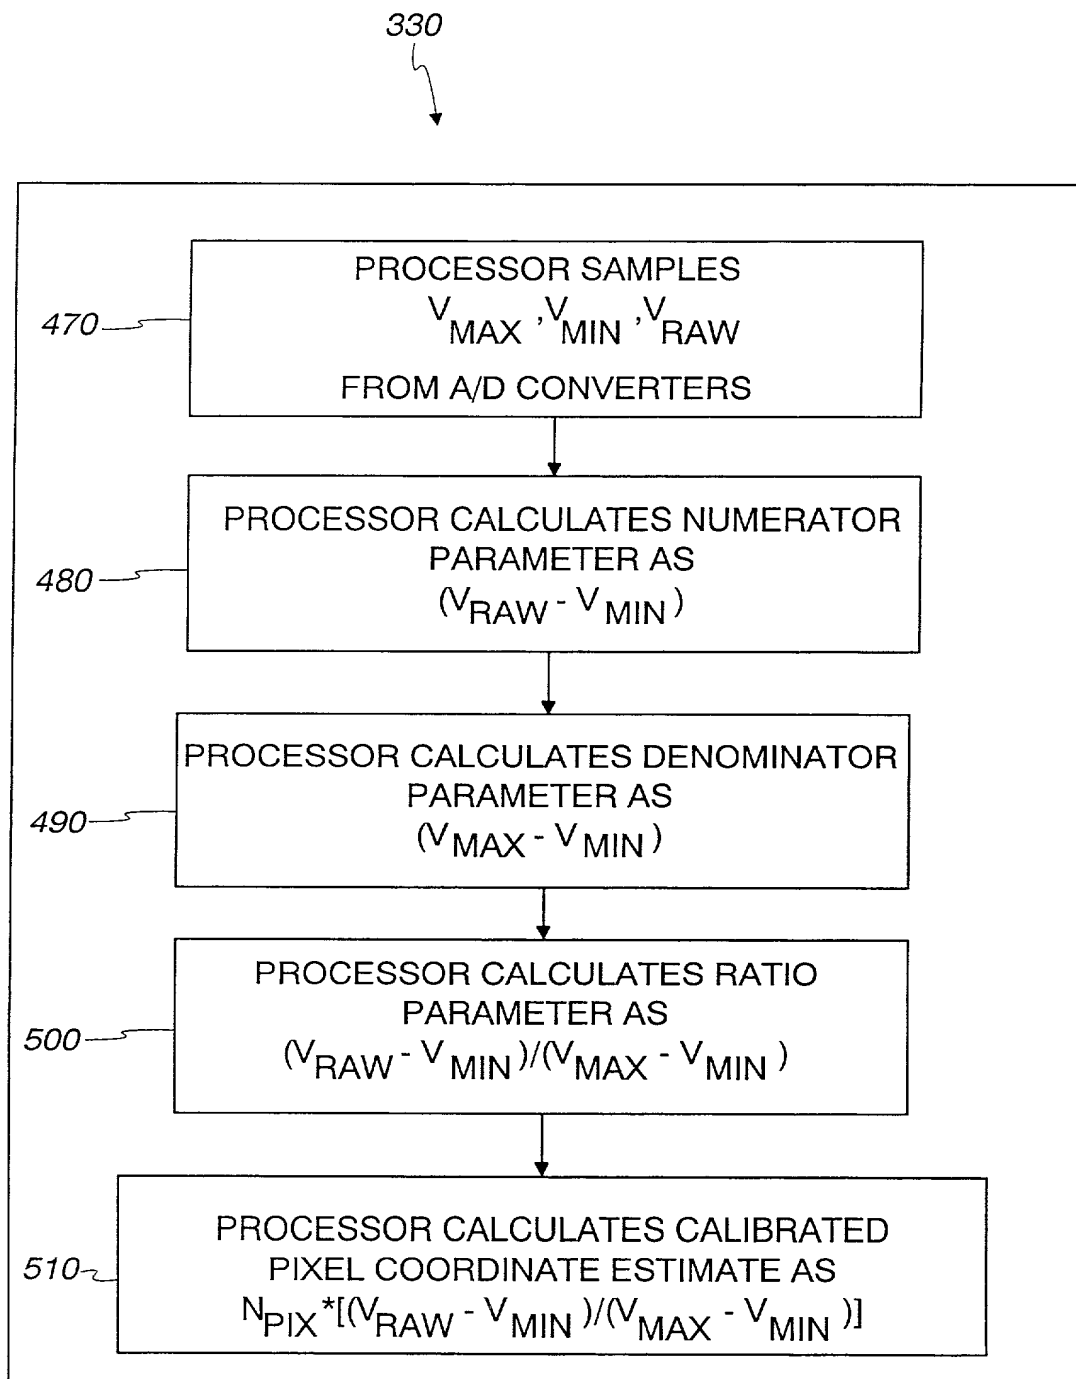 330
470
PROCESSOR SAMPLES
VMAX ,VMIN ,VRAW
FROM A/D CONVERTERS
480
PROCESSOR CALCULATES NUMERATOR
PARAMETER AS
(VRAW - VMIN )
490
PROCESSOR CALCULATES DENOMINATOR
PARAMETER AS
(VMAX - VMIN )
500
PROCESSOR CALCULATES RATIO
PARAMETER AS
(VRAW - VMIN )/(VMAX - VMIN )
510
PROCESSOR CALCULATES CALIBRATED
PIXEL COORDINATE ESTIMATE AS
NPIX*[(VRAW - VMIN )/(VMAX - VMIN )]